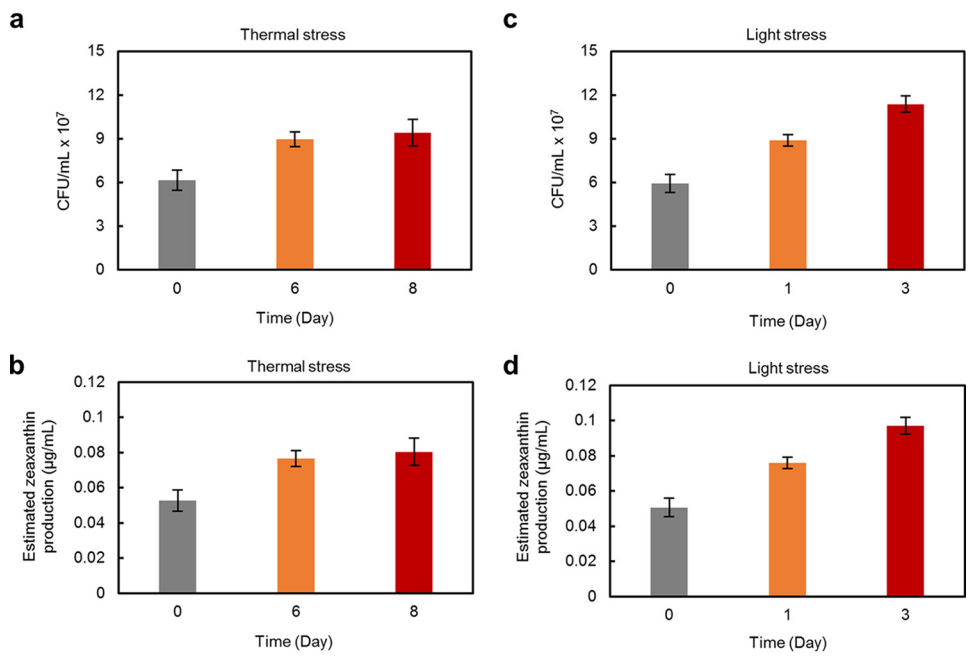 a
Thermal stress
15
12
9
6
3
0
CFU/mL x 10⁷
0 6 8
Time (Day)
c
Light stress
15
12
9
6
3
0
CFU/mL x 10⁷
0 1 3
Time (Day)
b
Thermal stress
0.12
0.1
0.08
0.06
0.04
0.02
0
Estimated zeaxanthin
production (µg/mL)
0 6 8
Time (Day)
d
Light stress
0.12
0.1
0.08
0.06
0.04
0.02
0
Estimated zeaxanthin
production (µg/mL)
0 1 3
Time (Day)